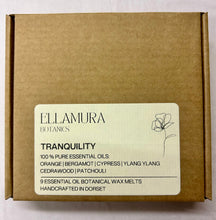 ELLAMURA
BOTANICS
TRANQUILITY
100% PURE ESSENTIAL OILS:
ORANGE | BERGAMOT | CYPRESS | YLANG YLANG
CEDRAWOOD | PATCHOULI
9 ESSENTIAL OIL BOTANICAL WAX MELTS
HANDCRAFTED IN DORSET